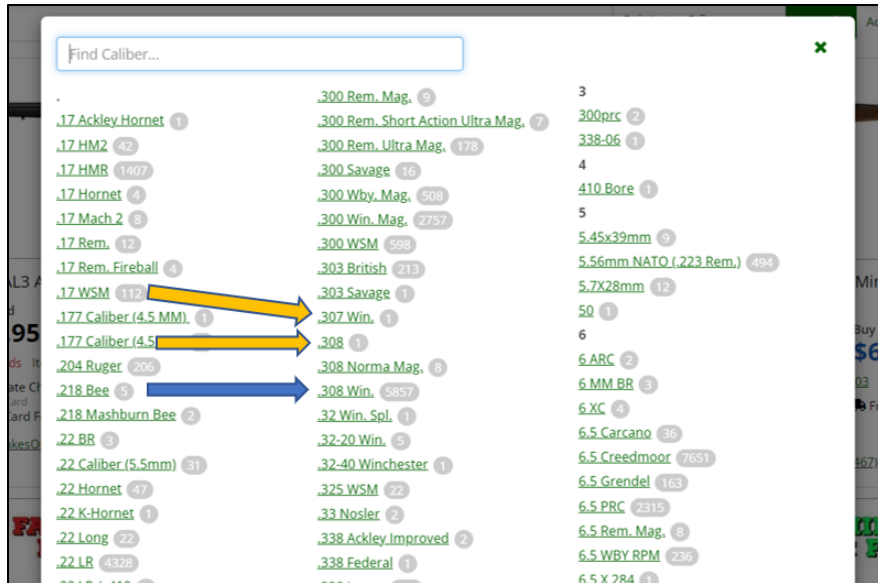 Find Caliber...
.
.17 Ackley Hornet 1
.17 HM2 42
.17 HMR 1407
.17 Hornet 4
.17 Mach 2 8
.17 Rem. 12
.17 Rem. Fireball 4
.17 WSM 112
.177 Caliber (4.5 MM) 1
.177 Caliber (4.5
.204 Ruger 206
.218 Bee 5
.218 Mashburn Bee 2
.22 BR 3
.22 Caliber (5.5mm) 31
.22 Hornet 47
.22 K-Hornet 1
.22 Long 22
.22 LR 4328
.300 Rem. Mag. 9
.300 Rem. Short Action Ultra Mag. 7
.300 Rem. Ultra Mag. 178
.300 Savage 16
.300 Wby. Mag. 508
.300 Win. Mag. 2757
.300 WSM 598
.303 British 213
.303 Savage 1
.307 Win. 1
.308 1
.308 Norma Mag. 8
.308 Win. 5857
.32 Win. Spl. 1
.32-20 Win. 5
.32-40 Winchester 1
.325 WSM 22
.33 Nosler 2
.338 Ackley Improved 2
.338 Federal 1
3
300prc 2
338-06 1
4
410 Bore 1
5
5.45x39mm 9
5.56mm NATO (.223 Rem.) 494
5.7X28mm 12
50 1
6
6 ARC 2
6 MM BR 3
6 XC 4
6.5 Carcano 36
6.5 Creedmoor 7651
6.5 Grendel 163
6.5 PRC 2315
6.5 Rem. Mag. 8
6.5 WBY RPM 236
6.5 X 284 1